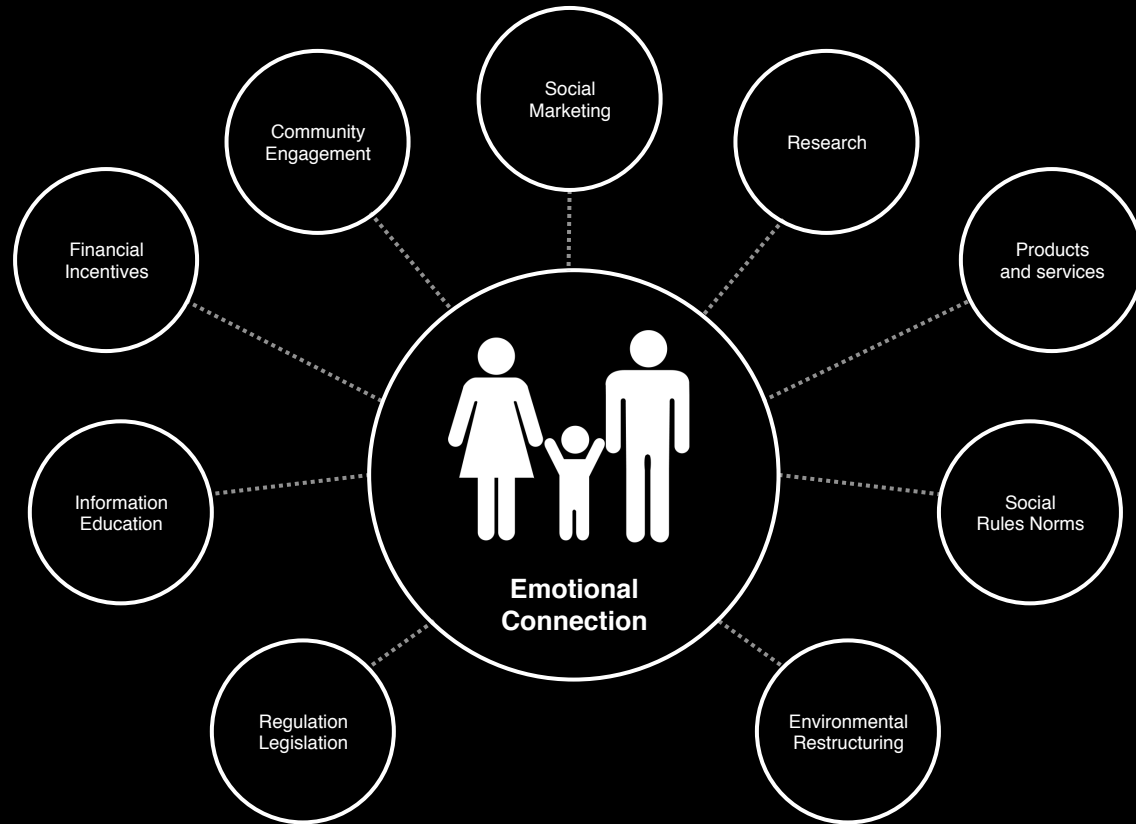 Social
Marketing
Community
Engagement
Research
Financial
Incentives
Products
and services
Information
Education
Social
Rules Norms
Emotional
Connection
Regulation
Legislation
Environmental
Restructuring